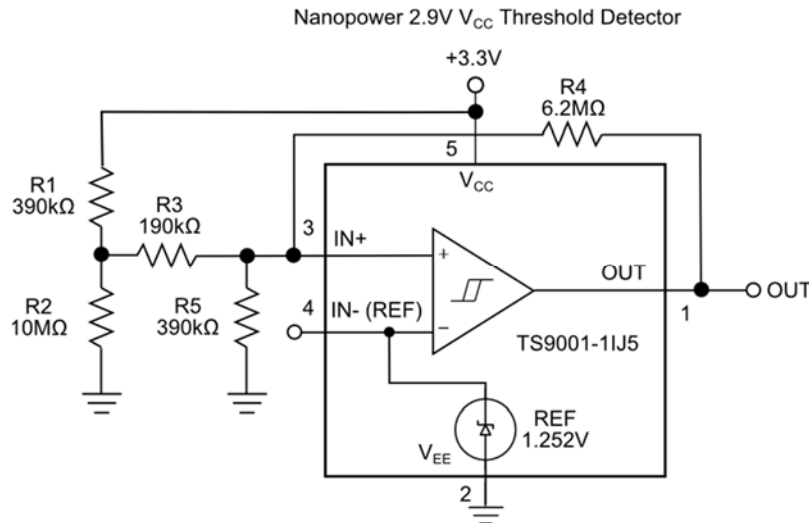 Nanopower 2.9V VCC Threshold Detector
+3.3V
R4
6.2MΩ
5
VCC
R1
390kΩ
R3
190kΩ
3
IN+
+
OUT
OUT
1
R2
10MΩ
R5
390kΩ
4
IN- (REF)
−
TS9001-1IJ5
REF
1.252V
VEE
2